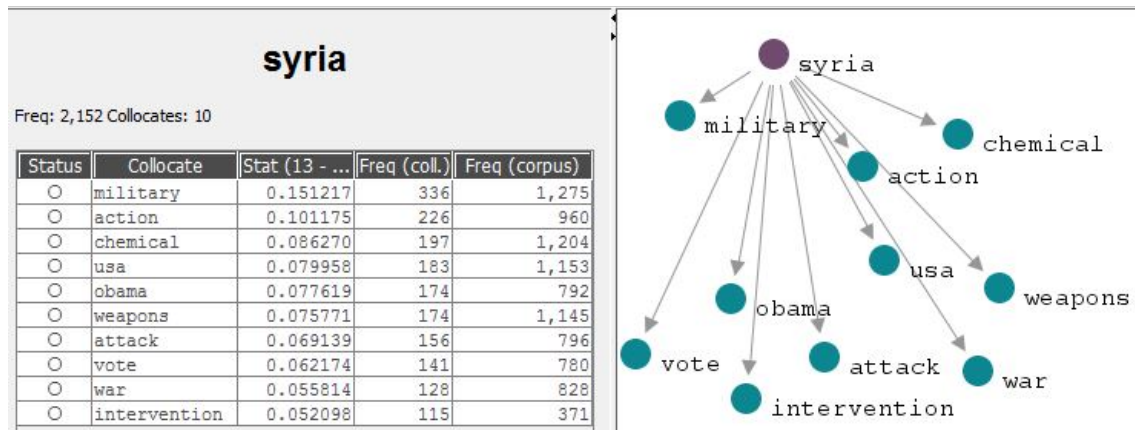 syria
Freq: 2,152 Collocates: 10
Status Collocate Stat (13 - ... Freq (coll.) Freq (corpus)
military 0.151217 336 1,275
action 0.101175 226 960
chemical 0.086270 197 1,204
usa 0.079958 183 1,153
obama 0.077619 174 792
weapons 0.075771 174 1,145
attack 0.069139 156 796
vote 0.062174 141 780
war 0.055814 128 828
intervention 0.052098 115 371
syria
military
chemical
action
usa
weapons
obama
vote
attack
war
intervention